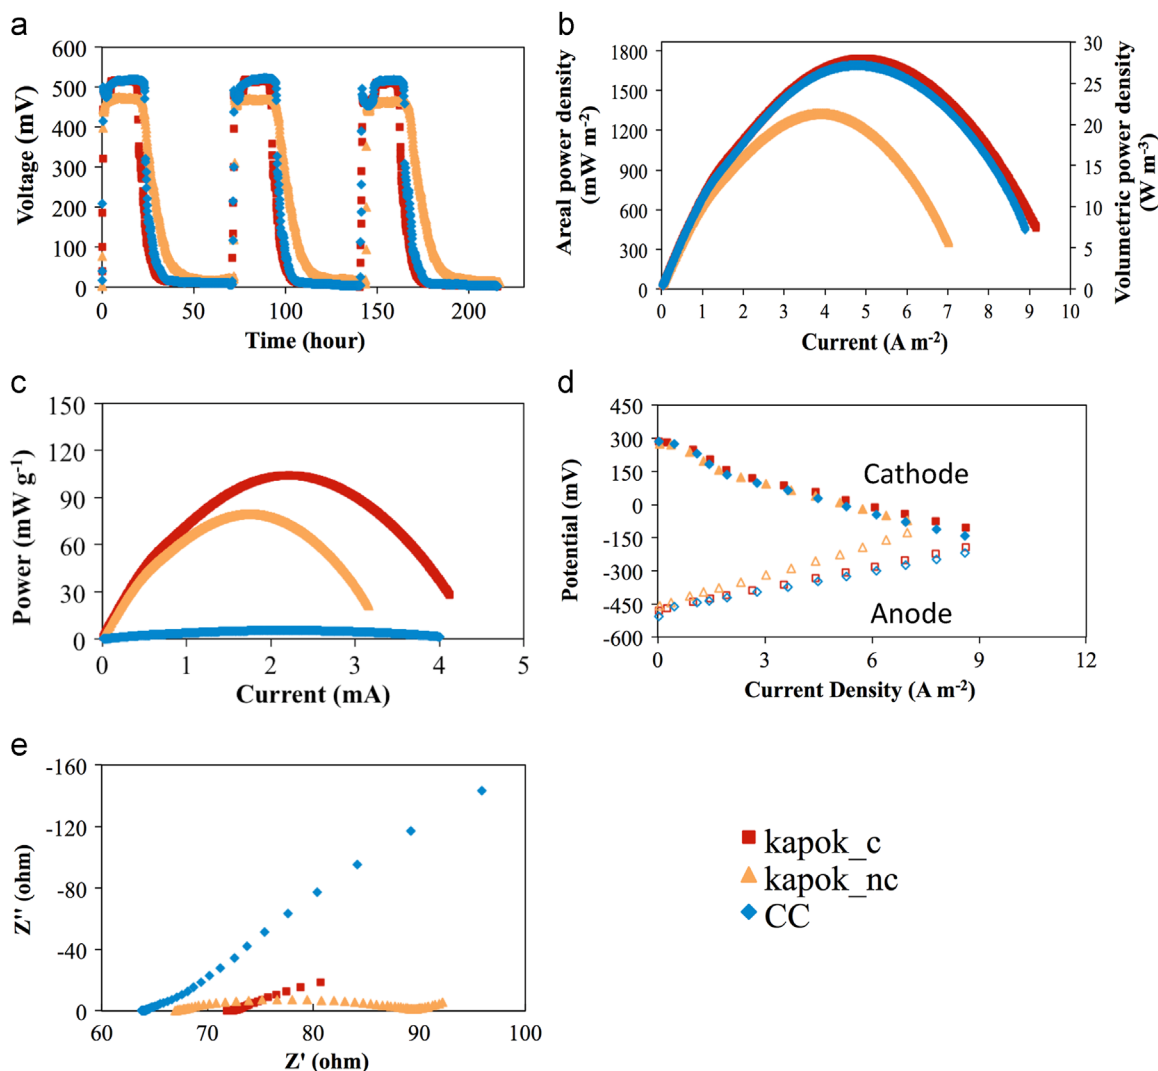 a
600
500
400
300
200
100
0
Voltage (mV)
0 50 100 150 200
Time (hour)
b
1800
1500
1200
900
600
300
0
Areal power density
(mW m-2)
30
25
20
15
10
5
0
Volumetric power density
(W m-3)
0 1 2 3 4 5 6 7 8 9 10
Current (A m-2)
c
150
120
90
60
30
0
Power (mW g-1)
0 1 2 3 4 5
Current (mA)
d
450
300
150
0
-150
-300
-450
-600
Potential (mV)
Cathode
Anode
0 3 6 9 12
Current Density (A m-2)
e
-160
-120
-80
-40
0
Z'' (ohm)
60 70 80 90 100
Z' (ohm)
kapok_c
kapok_nc
CC